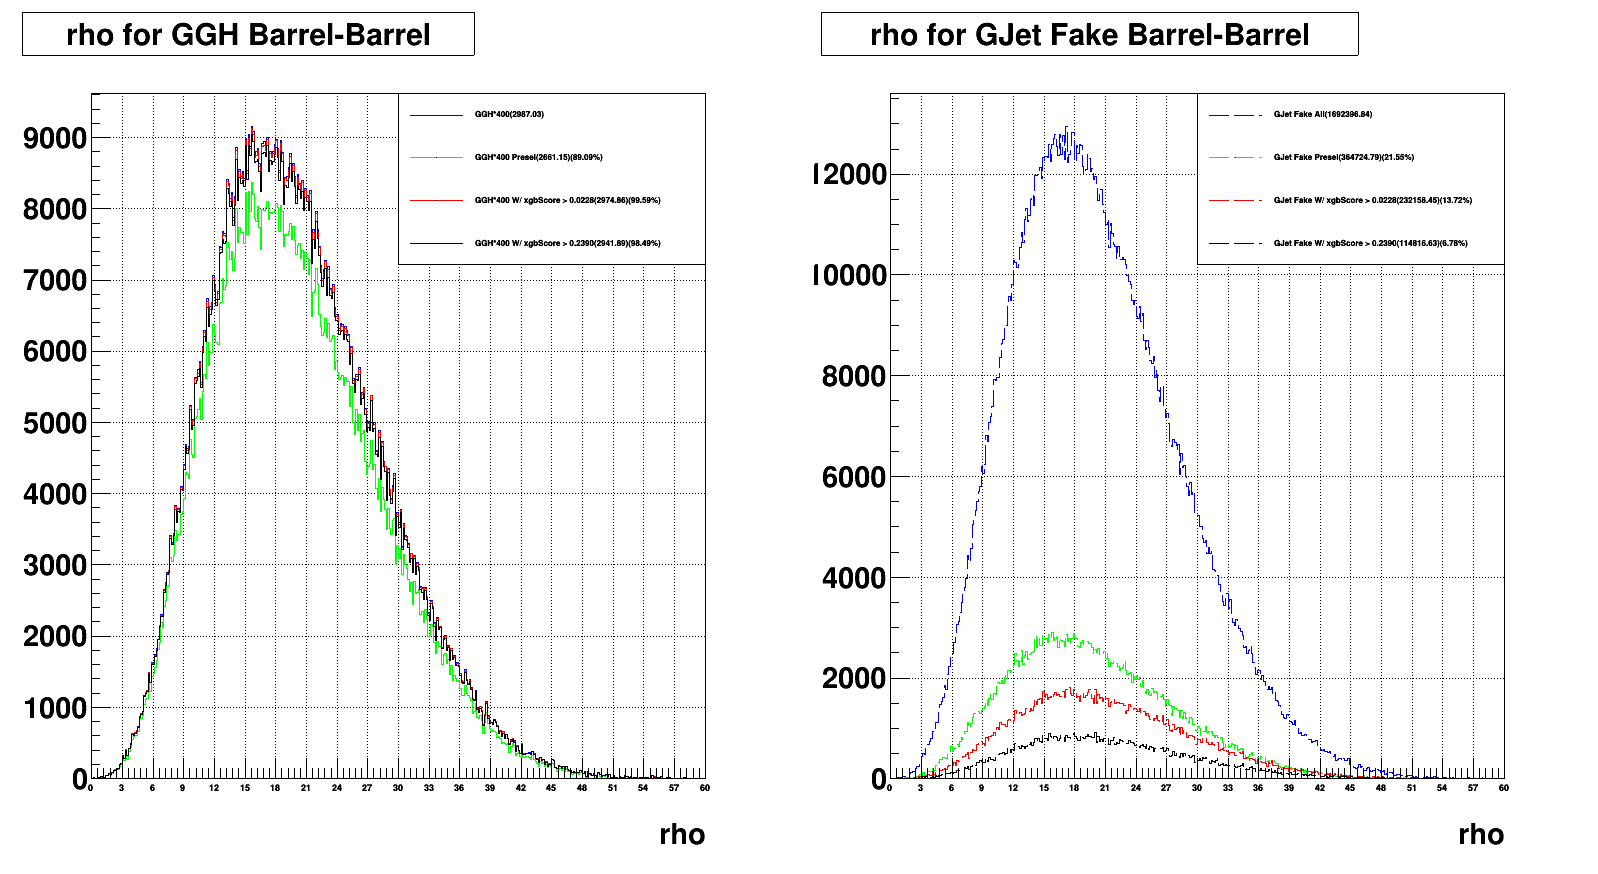 rho for GGH Barrel-Barrel
GGH*400(2987.03)
GGH*400 Presel(2661.15)(89.09%)
GGH*400 W/ xgbScore > 0.0228(2974.86)(99.59%)
GGH*400 W/ xgbScore > 0.2390(2941.89)(98.49%)
9000
8000
7000
6000
5000
4000
3000
2000
1000
0
0 3 6 9 12 15 18 21 24 27 30 33 36 39 42 45 48 51 54 57 60
rho
rho for GJet Fake Barrel-Barrel
GJet Fake All(1692396.84)
GJet Fake Presel(364724.79)(21.55%)
GJet Fake W/ xgbScore > 0.0228(232158.45)(13.72%)
GJet Fake W/ xgbScore > 0.2390(114816.63)(6.78%)
12000
10000
8000
6000
4000
2000
0
0 3 6 9 12 15 18 21 24 27 30 33 36 39 42 45 48 51 54 57 60
rho